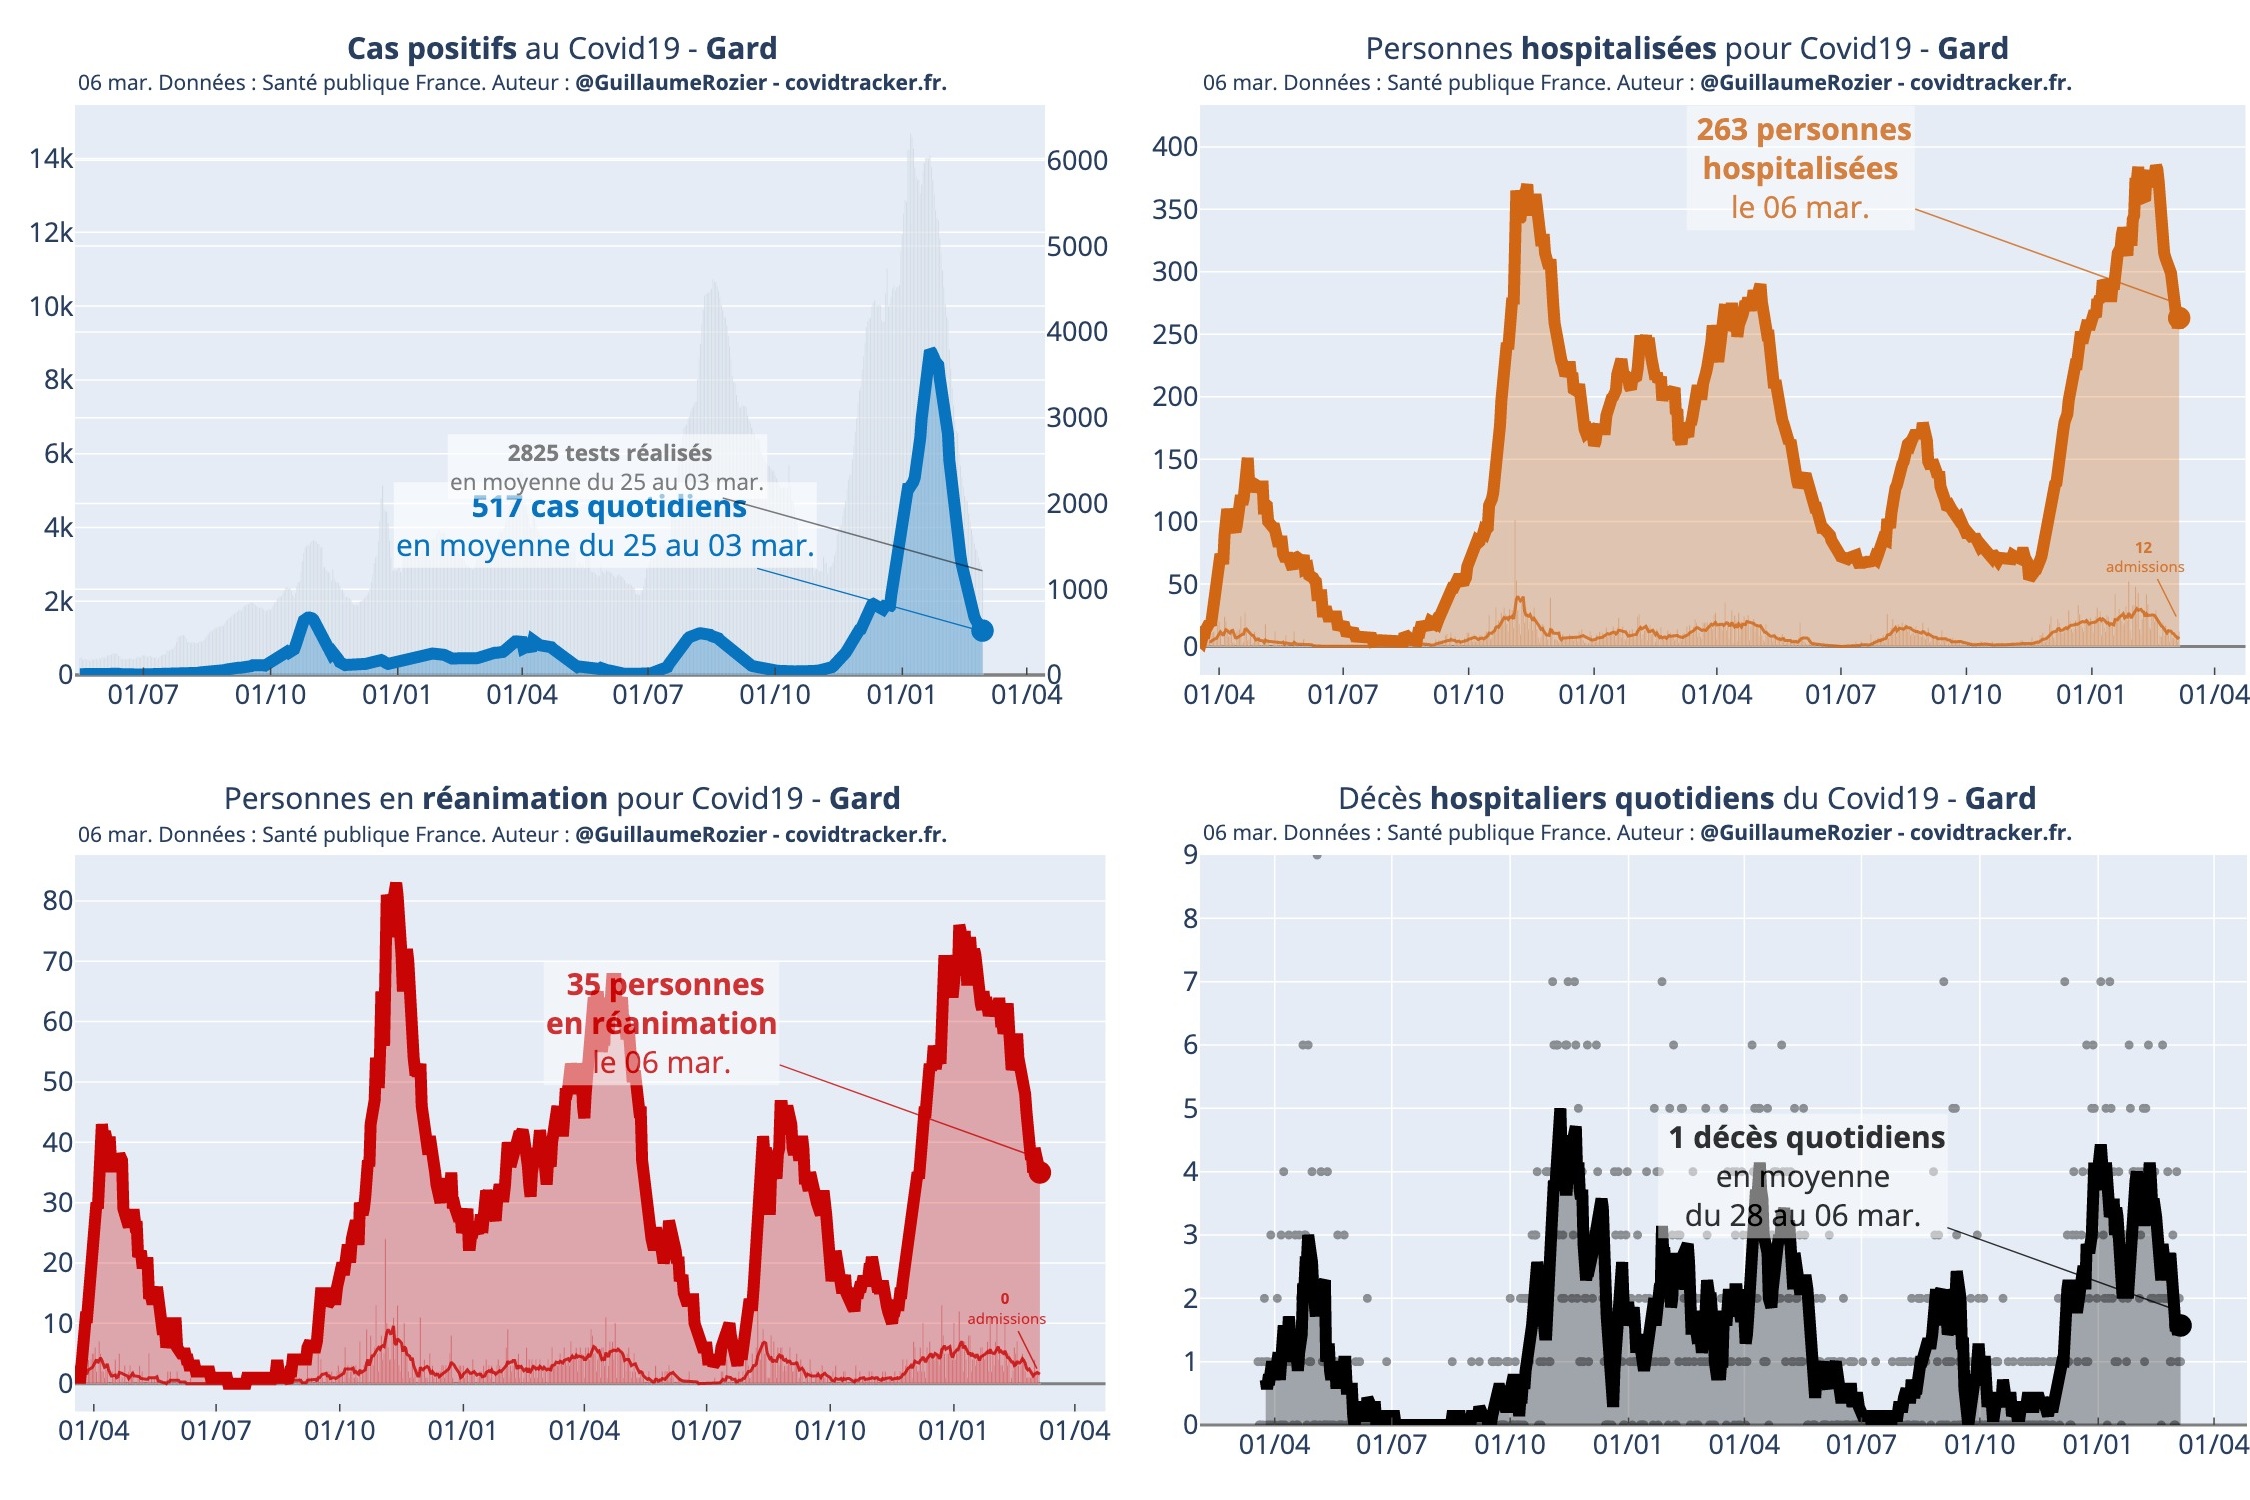 Cas positifs au Covid19 - Gard
06 mar. Données : Santé publique France. Auteur : @GuillaumeRozier - covidtracker.fr.
14k
12k
10k
8k
6k
4k
2k
0
6000
5000
4000
3000
2000
1000
0
2825 tests réalisés
en moyenne du 25 au 03 mar.
517 cas quotidiens
en moyenne du 25 au 03 mar.
01/07 01/10 01/01 01/04 01/07 01/10 01/01 01/04
Personnes hospitalisées pour Covid19 - Gard
06 mar. Données : Santé publique France. Auteur : @GuillaumeRozier - covidtracker.fr.
400
350
300
250
200
150
100
50
0
263 personnes
hospitalisées
le 06 mar.
12
admissions
01/04 01/07 01/10 01/01 01/04 01/07 01/10 01/01 01/04
Personnes en réanimation pour Covid19 - Gard
06 mar. Données : Santé publique France. Auteur : @GuillaumeRozier - covidtracker.fr.
80
70
60
50
40
30
20
10
0
35 personnes
en réanimation
le 06 mar.
0
admissions
01/04 01/07 01/10 01/01 01/04 01/07 01/10 01/01 01/04
Décès hospitaliers quotidiens du Covid19 - Gard
06 mar. Données : Santé publique France. Auteur : @GuillaumeRozier - covidtracker.fr.
9
8
7
6
5
4
3
2
1
0
1 décès quotidiens
en moyenne
du 28 au 06 mar.
01/04 01/07 01/10 01/01 01/04 01/07 01/10 01/01 01/04